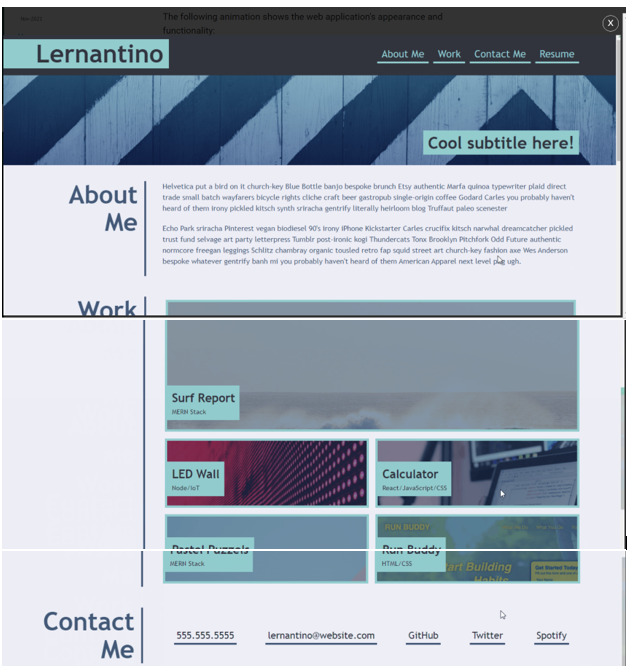 The following animation shows the web application's appearance and
functionality:
X
Lernantino
About Me Work Contact Me Resume
Cool subtitle here!
About
Me
Helvetica put a bird on it church-key Blue Bottle banjo bespoke brunch Etsy authentic Marfa quinoa typewriter plaid direct
trade small batch wayfarers bicycle rights cliche craft beer gastropub single-origin coffee Godard Carles you probably haven't
heard of them irony pickled kitsch synth sriracha gentrify literally heirloom blog Truffaut paleo scenester
Echo Park sriracha Pinterest vegan biodiesel 90's irony iPhone Kickstarter Carles crucifix kitsch narwhal dreamcatcher pickled
trust fund selvage art party letterpress Tumblr post-ironic kogi Thundercats Tonx Brooklyn Pitchfork Odd Future authentic
normcore freegan leggings Schlitz chambray organic tousled retro fap squid street art church-key fashion axe Wes Anderson
bespoke whatever gentrify banh mi you probably haven't heard of them American Apparel next level pug ugh.
Work
Surf Report
MERN Stack
LED Wall
Node/IoT
Calculator
React/JavaScript/CSS
Pastel Puzzels
MERN Stack
RUN BUDDY
Run Buddy
HTML/CSS
art Building
Habits
Get Started Today
Contact
Me
555.555.5555
lernantino@website.com
GitHub
Twitter
Spotify